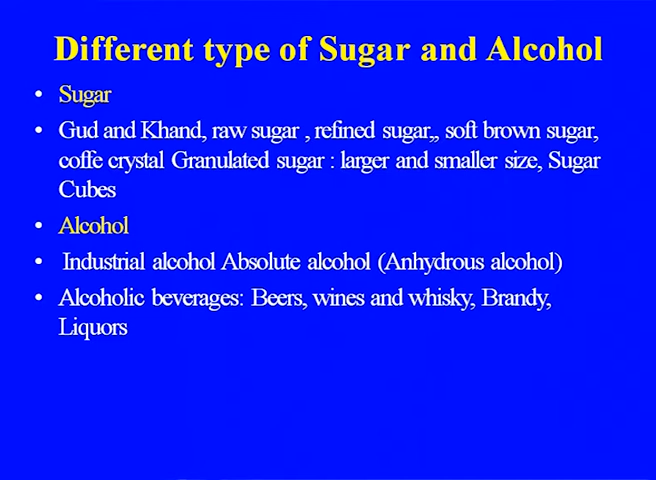 Different type of Sugar and Alcohol
• Sugar
• Gud and Khand, raw sugar , refined sugar,, soft brown sugar,
coffe crystal Granulated sugar : larger and smaller size, Sugar
Cubes
• Alcohol
• Industrial alcohol Absolute alcohol (Anhydrous alcohol)
• Alcoholic beverages: Beers, wines and whisky, Brandy,
Liquors